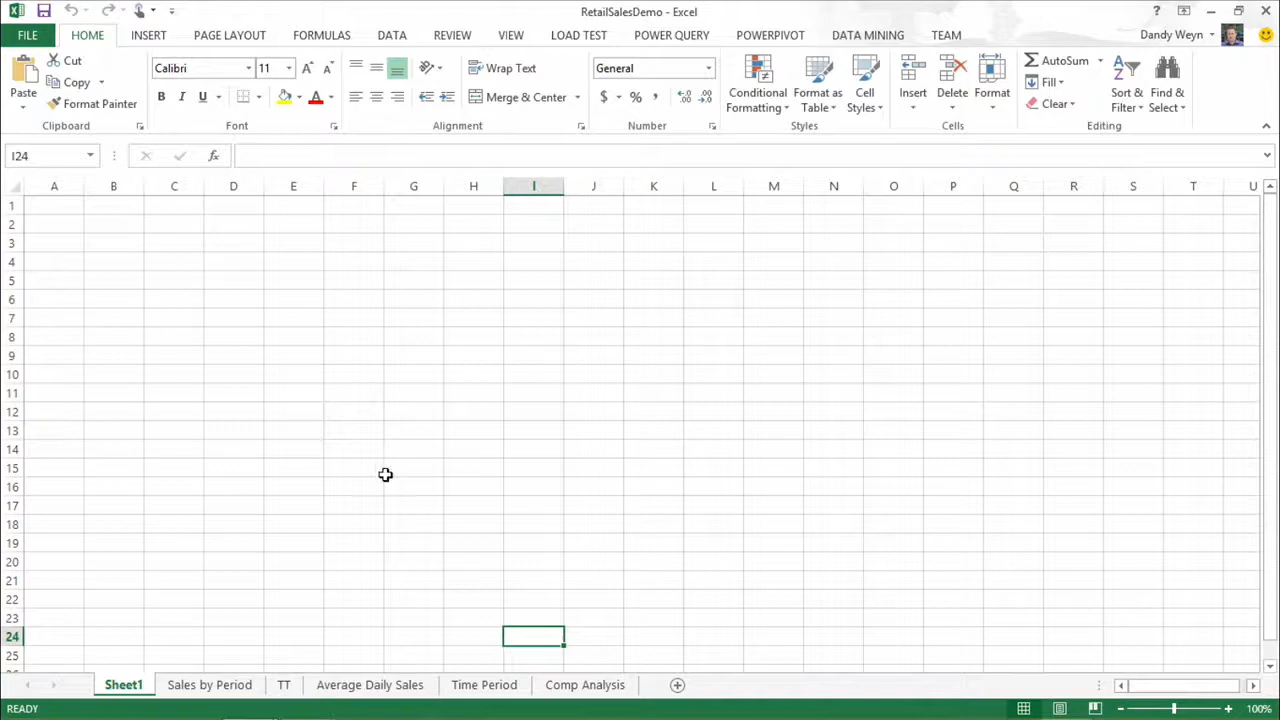 RetailSalesDemo - Excel
?
FILE HOME INSERT PAGE LAYOUT FORMULAS DATA REVIEW VIEW LOAD TEST POWER QUERY POWERPIVOT DATA MINING TEAM Dandy Weyn
Paste
Cut
Copy
Format Painter
Clipboard
Calibri 11
B I U
Font
Wrap Text
Merge & Center
Alignment
General
$ % ,
Number
Conditional
Formatting
Format as
Table
Cell
Styles
Styles
Insert
Delete
Format
Cells
AutoSum
Fill
Clear
Sort &
Filter
Find &
Select
Editing
I24
fx
A B C D E F G H I J K L M N O P Q R S T U
1
2
3
4
5
6
7
8
9
10
11
12
13
14
15
16
17
18
19
20
21
22
23
24
25
Sheet1 Sales by Period TT Average Daily Sales Time Period Comp Analysis
READY
100%